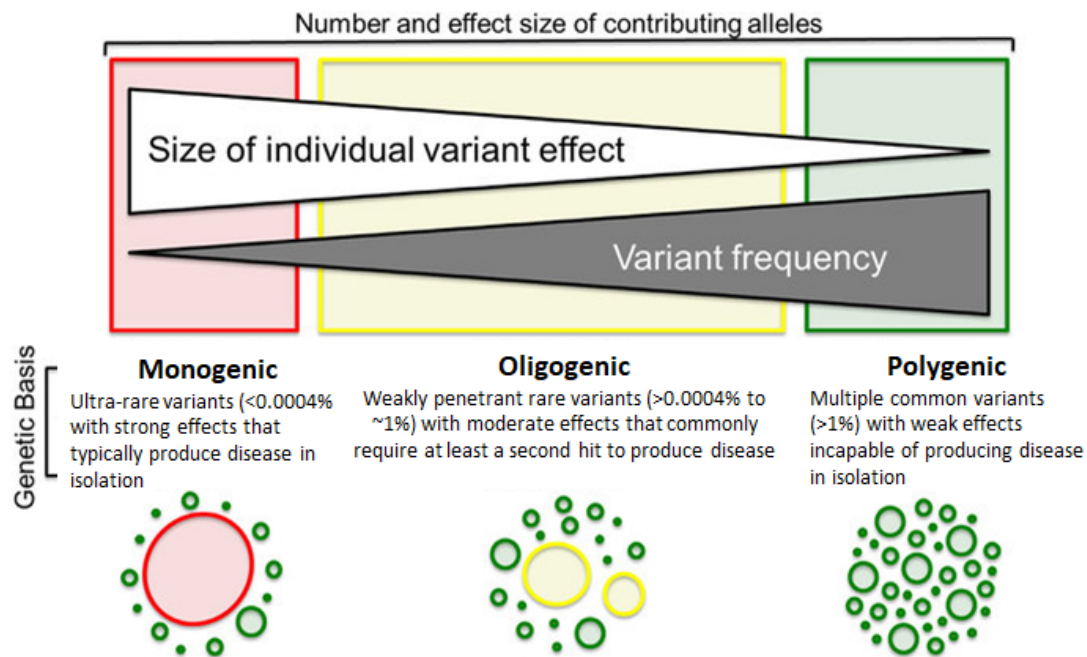 Number and effect size of contributing alleles
Size of individual variant effect
Variant frequency
Genetic Basis
Monogenic
Ultra-rare variants (<0.0004%
with strong effects that
typically produce disease in
isolation
Oligogenic
Weakly penetrant rare variants (>0.0004% to
~1%) with moderate effects that commonly
require at least a second hit to produce disease
Polygenic
Multiple common variants
(>1%) with weak effects
incapable of producing disease
in isolation